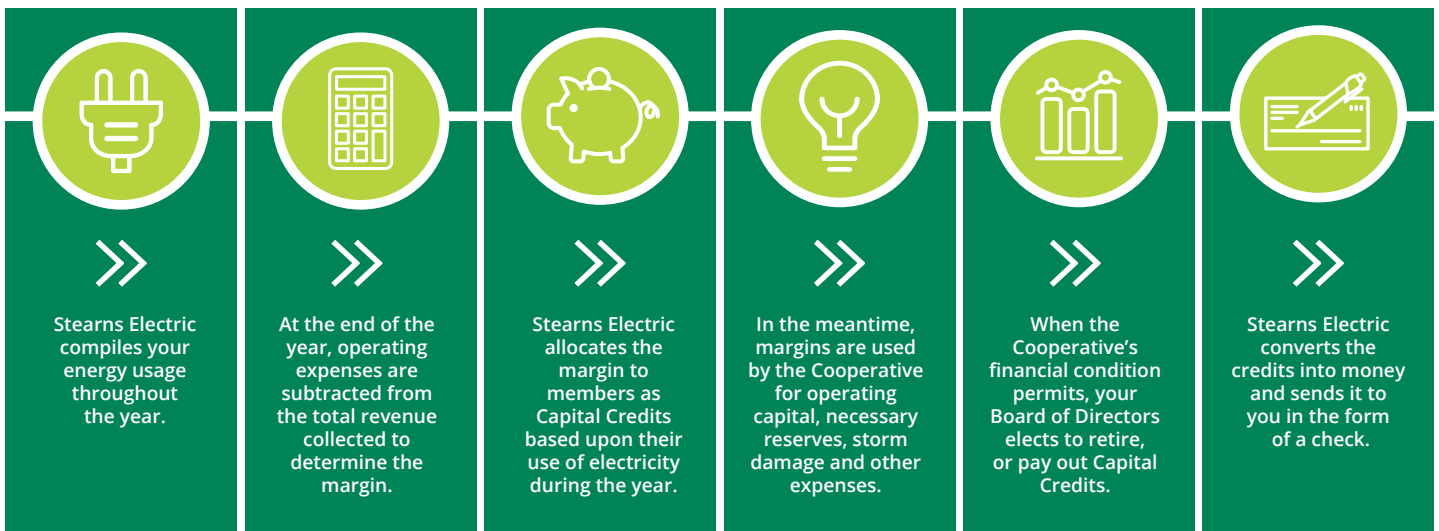 Stearns Electric
compiles your
energy usage
throughout
the year.
At the end of the
year, operating
expenses are
subtracted from
the total revenue
collected to
determine the
margin.
Stearns Electric
allocates the
margin to
members as
Capital Credits
based upon their
use of electricity
during the year.
In the meantime,
margins are used
by the Cooperative
for operating
capital, necessary
reserves, storm
damage and other
expenses.
When the
Cooperative’s
financial condition
permits, your
Board of Directors
elects to retire,
or pay out Capital
Credits.
Stearns Electric
converts the
credits into money
and sends it to
you in the form
of a check.